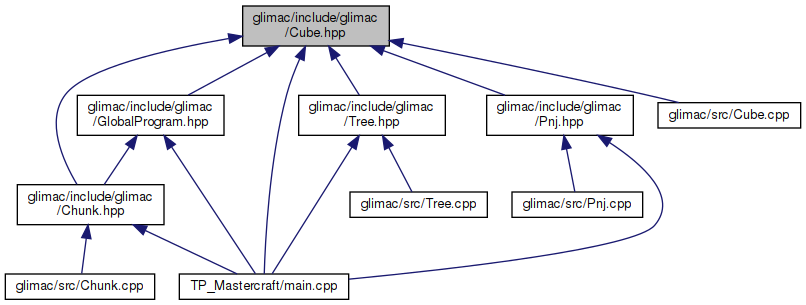 glimac/include/glimac
/Cube.hpp
glimac/include/glimac
/GlobalProgram.hpp
glimac/include/glimac
/Tree.hpp
glimac/include/glimac
/Pnj.hpp
glimac/src/Cube.cpp
glimac/include/glimac
/Chunk.hpp
glimac/src/Tree.cpp
glimac/src/Pnj.cpp
glimac/src/Chunk.cpp
TP_Mastercraft/main.cpp